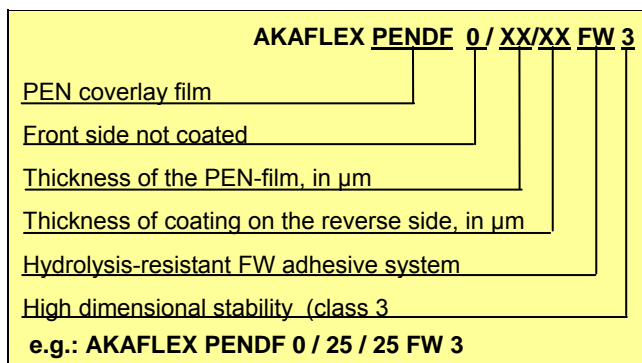 AKAFLEX PENDF 0 / XX/XX FW 3
PEN coverlay film
Front side not coated
Thickness of the PEN-film, in µm
Thickness of coating on the reverse side, in µm
Hydrolysis-resistant FW adhesive system
High dimensional stability (class 3
e.g.: AKAFLEX PENDF 0 / 25 / 25 FW 3